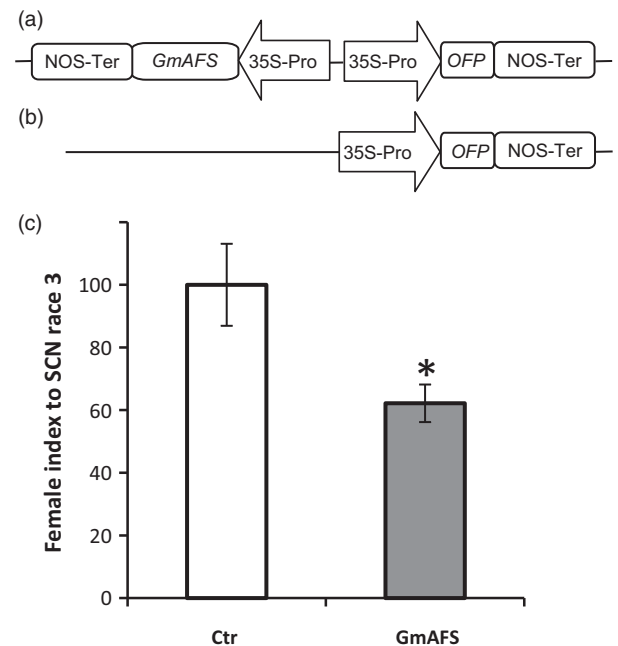 (a)
NOS-Ter GmAFS 35S-Pro 35S-Pro OFP NOS-Ter
(b)
35S-Pro OFP NOS-Ter
(c)
Female index to SCN race 3
100
80
60
40
20
0
*
Ctr GmAFS